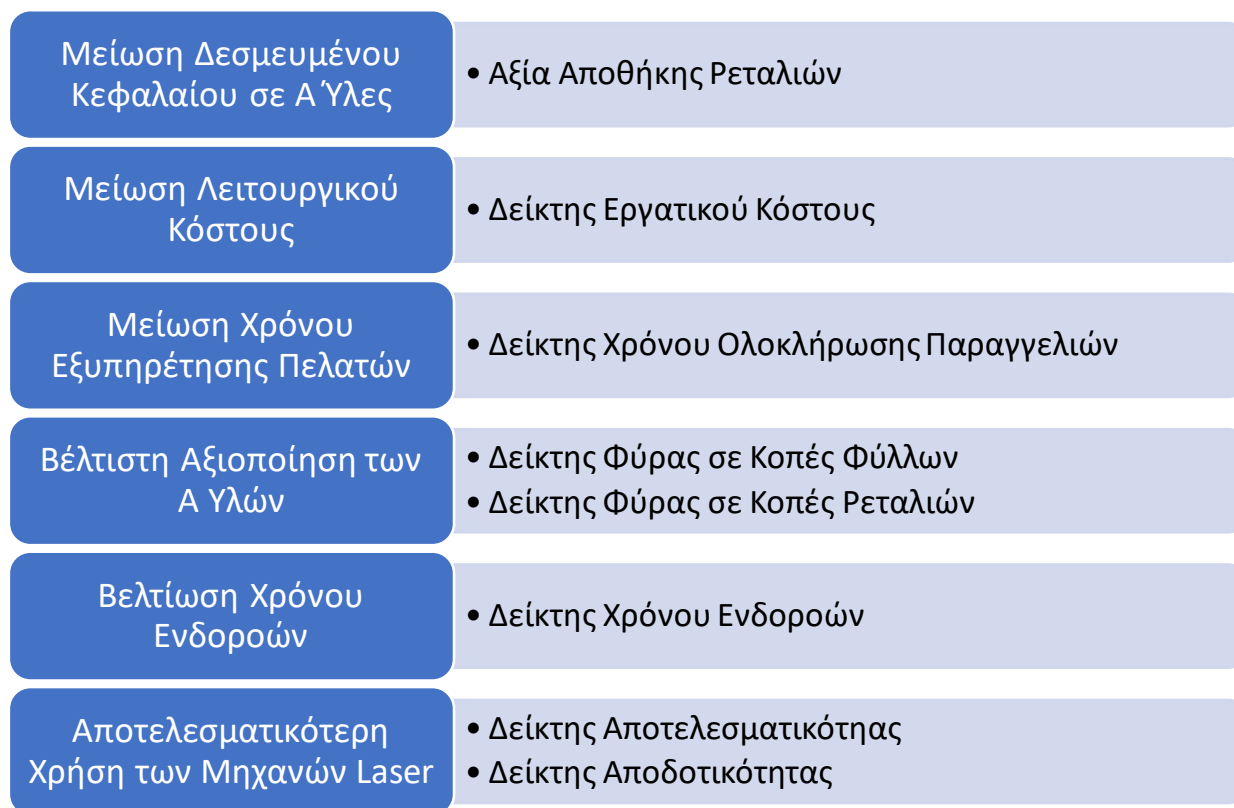 Μείωση Δεσμευμένου
Κεφαλαίου σε Α Ύλες
• Αξία Αποθήκης Ρεταλιών
Μείωση Λειτουργικού
Κόστους
• Δείκτης Εργατικού Κόστους
Μείωση Χρόνου
Εξυπηρέτησης Πελατών
• Δείκτης Χρόνου Ολοκλήρωσης Παραγγελιών
Βέλτιστη Αξιοποίηση των
Α Υλών
• Δείκτης Φύρας σε Κοπές Φύλλων
• Δείκτης Φύρας σε Κοπές Ρεταλιών
Βελτίωση Χρόνου
Ενδοροών
• Δείκτης Χρόνου Ενδοροών
Αποτελεσματικότερη
Χρήση των Μηχανών Laser
• Δείκτης Αποτελεσματικότηας
• Δείκτης Αποδοτικότητας